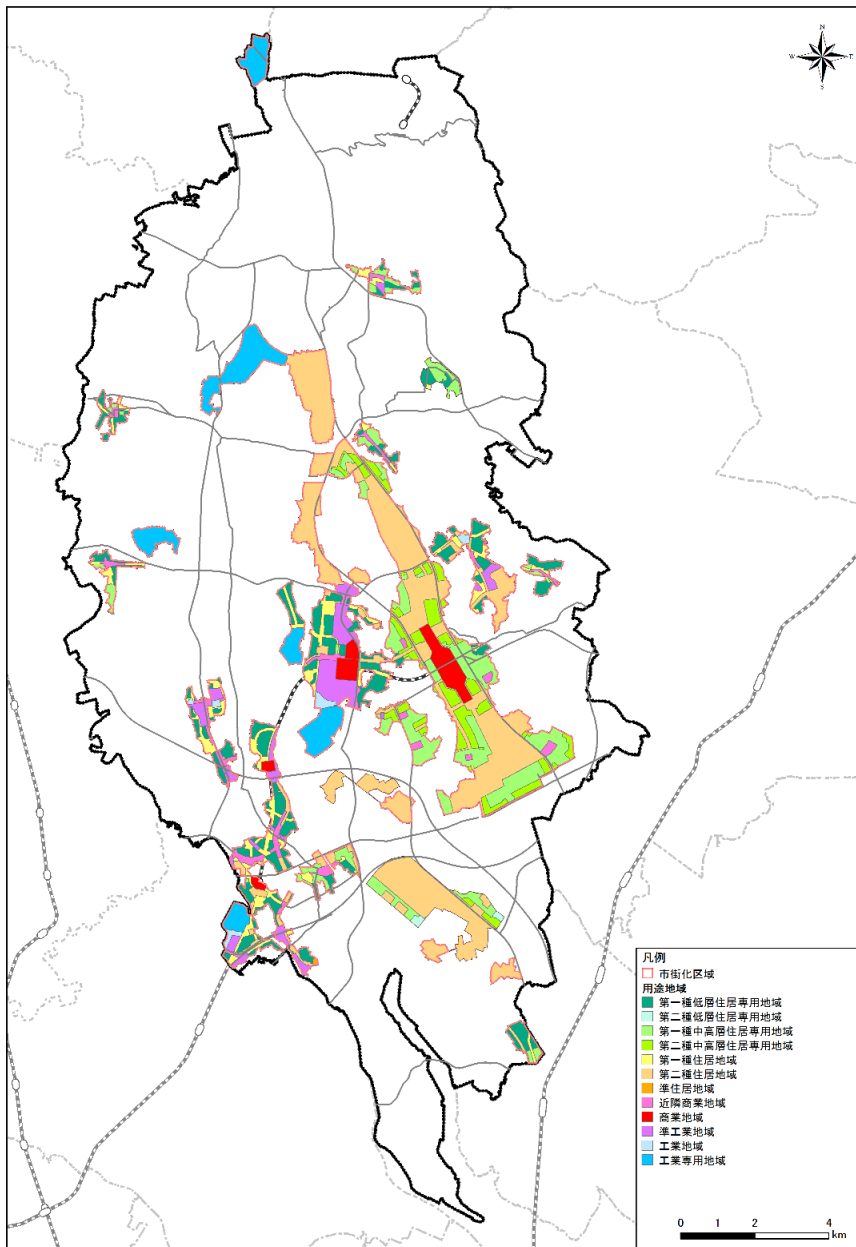 N
W E
S
凡例
市街化区域
用途地域
第一種低層住居専用地域
第二種低層住居専用地域
第一種中高層住居専用地域
第二種中高層住居専用地域
第一種住居地域
第二種住居地域
準住居地域
近隣商業地域
商業地域
準工業地域
工業地域
工業専用地域
0 1 2 4
km